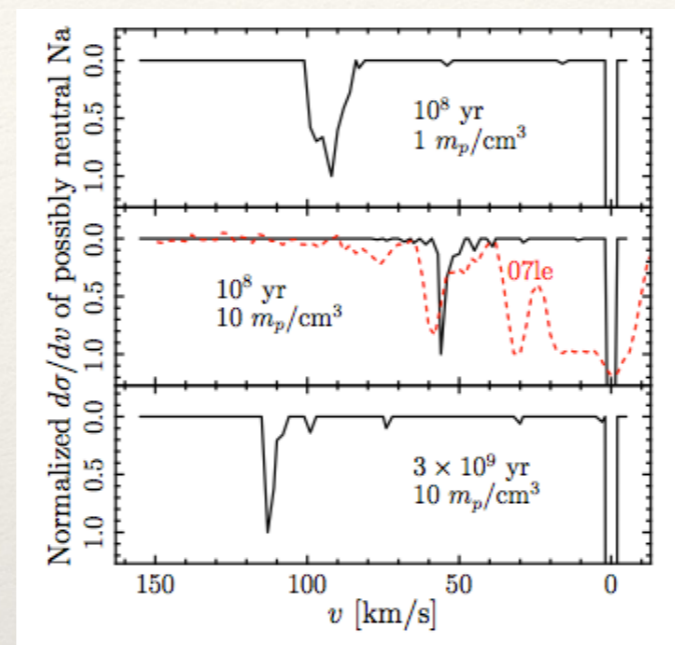 Normalized dσ/dv of possibly neutral Na
0.0
0.5
1.0
10⁸ yr
1 mₚ/cm³
0.0
0.5
1.0
10⁸ yr
10 mₚ/cm³
07le
0.0
0.5
1.0
3 × 10⁹ yr
10 mₚ/cm³
150 100 50 0
v [km/s]